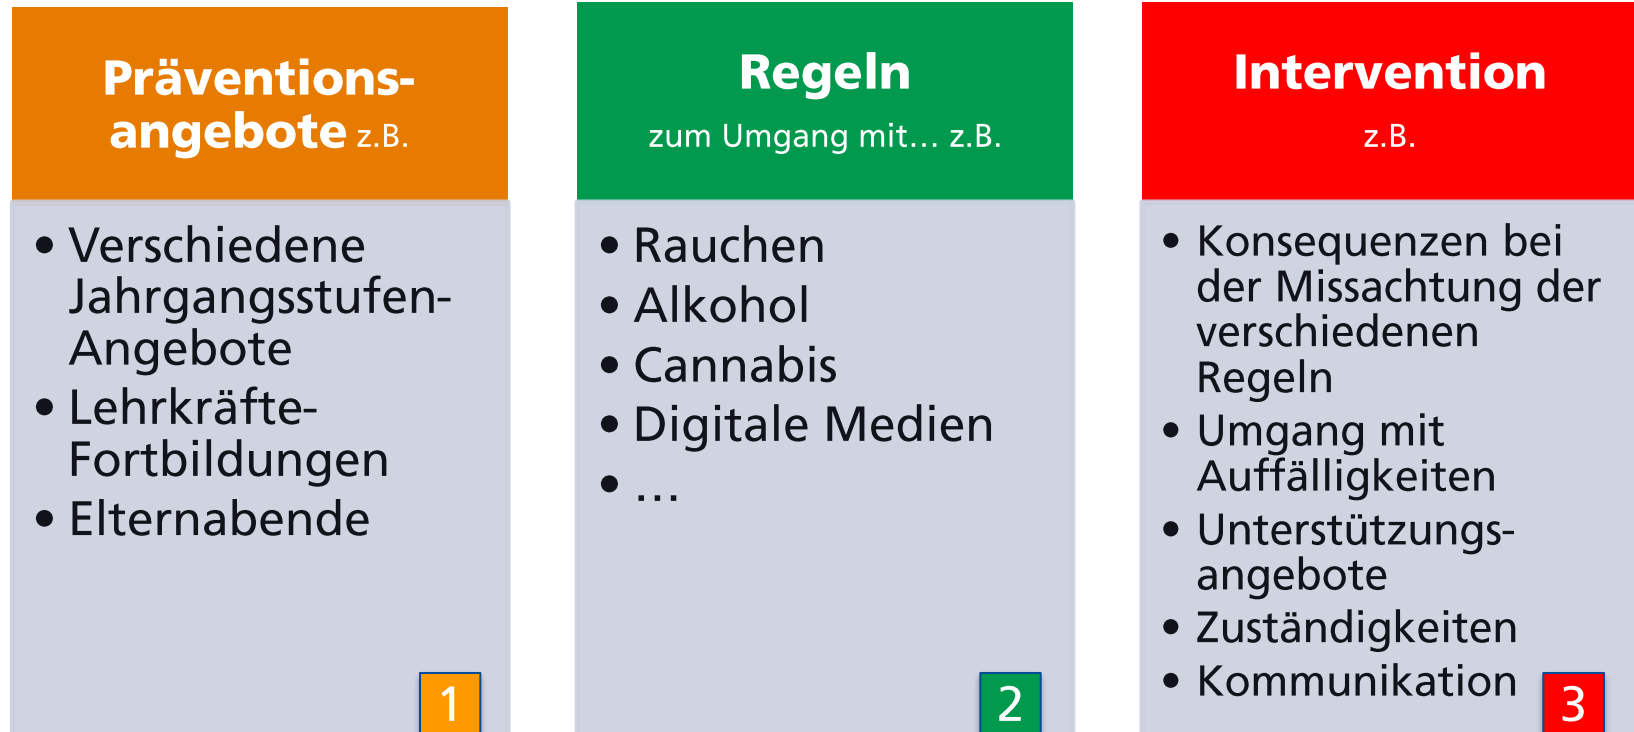 Präventions-
angebote z.B.
• Verschiedene
Jahrgangsstufen-
Angebote
• Lehrkräfte-
Fortbildungen
• Elternabende
1
Regeln
zum Umgang mit... z.B.
• Rauchen
• Alkohol
• Cannabis
• Digitale Medien
• ...
2
Intervention
z.B.
• Konsequenzen bei
der Missachtung der
verschiedenen
Regeln
• Umgang mit
Auffälligkeiten
• Unterstützungs-
angebote
• Zuständigkeiten
• Kommunikation
3